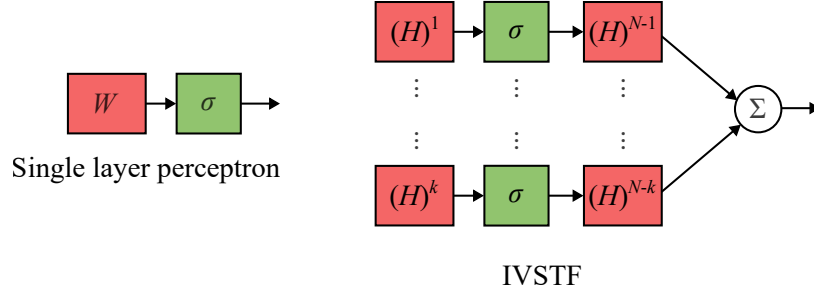 (H)^1 σ (H)^{N-1}
⋮ ⋮ ⋮
W σ Σ
⋮ ⋮ ⋮
Single layer perceptron
(H)^k σ (H)^{N-k}
IVSTF